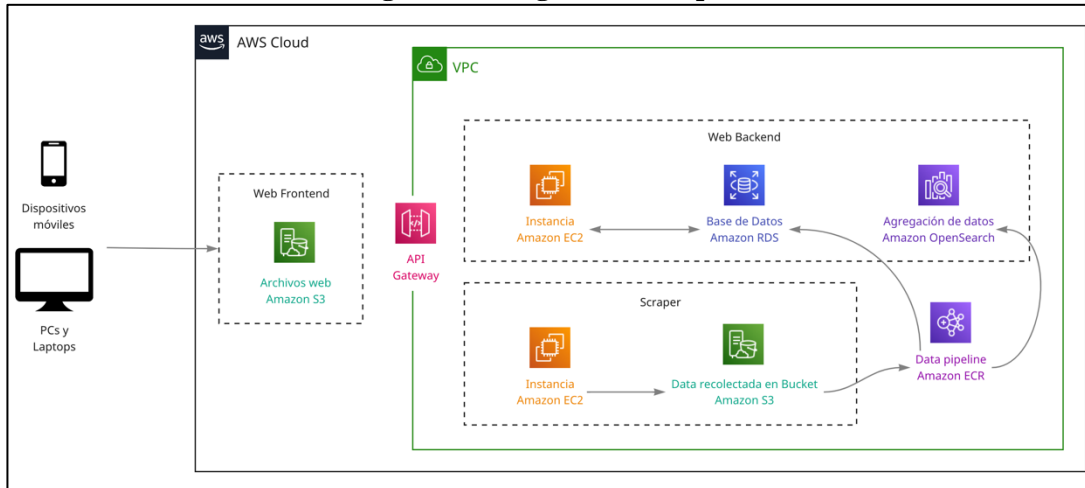 aws
AWS Cloud
VPC
Web Backend
Instancia
Amazon EC2
Base de Datos
Amazon RDS
Agregación de datos
Amazon OpenSearch
Web Frontend
Archivos web
Amazon S3
Dispositivos
móviles
PCs y
Laptops
API
Gateway
Scraper
Instancia
Amazon EC2
Data recolectada en Bucket
Amazon S3
Data pipeline
Amazon ECR